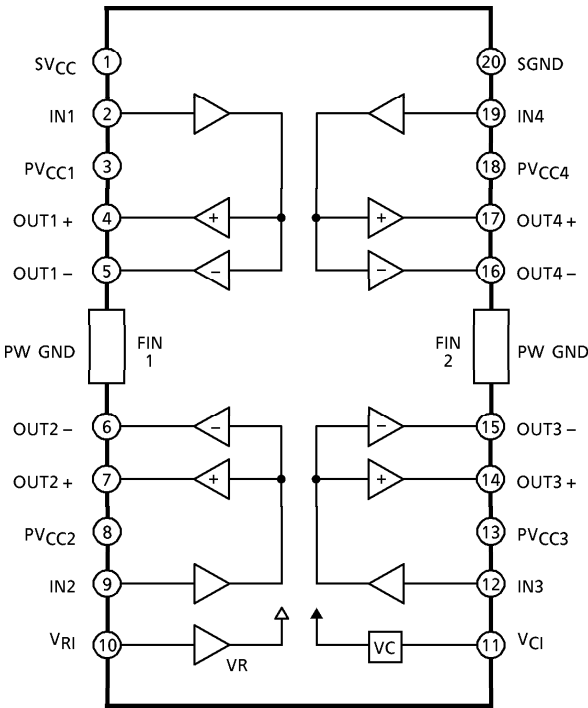 SVCC 1 20 SGND
IN1 2 19 IN4
PVCC1 3 18 PVCC4
OUT1 + 4 + + 17 OUT4 +
OUT1 − 5 − − 16 OUT4 −
PW GND FIN 1 FIN 2 PW GND
OUT2 − 6 − − 15 OUT3 −
OUT2 + 7 + + 14 OUT3 +
PVCC2 8 13 PVCC3
IN2 9 12 IN3
VRI 10 VR VC 11 VCI